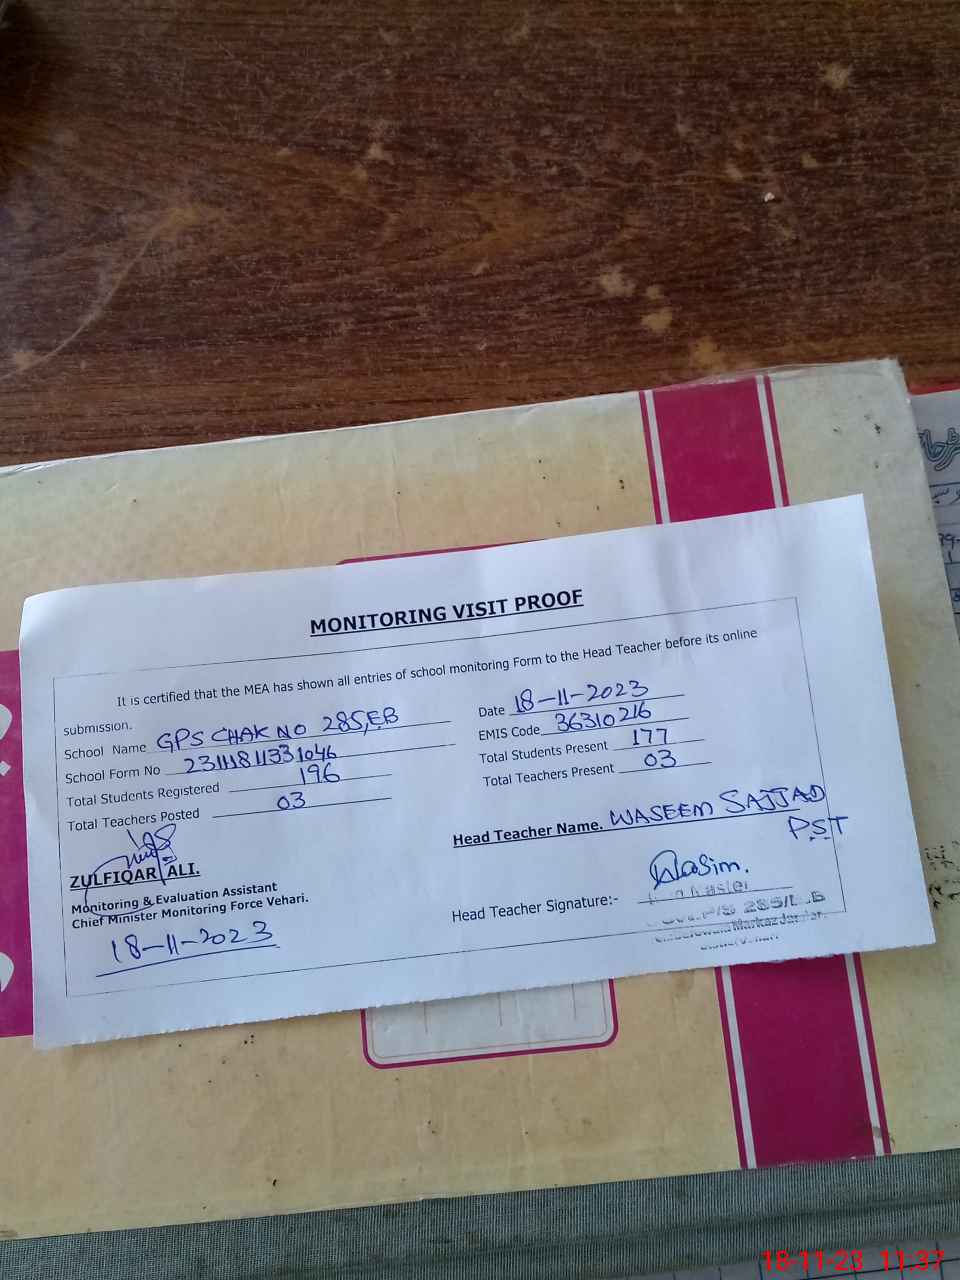 MONITORING VISIT PROOF
It is certified that the MEA has shown all entries of school monitoring Form to the Head Teacher before its online
submission.
Date 18-11-2023
School Name GPS CHAK NO 285,EB
EMIS Code 36310216
School Form No 2311181331046
Total Students Present 177
Total Students Registered 196
Total Teachers Present 03
Total Teachers Posted 03
Head Teacher Name. WASEEM SAJJAD
PST
ZULFIQAR ALI.
Monitoring & Evaluation Assistant
Chief Minister Monitoring Force Vehari.
18-11-2023
Head Teacher Signature:- Wasim.
P/S 285/E.B
Markaz
18-11-23 11:37